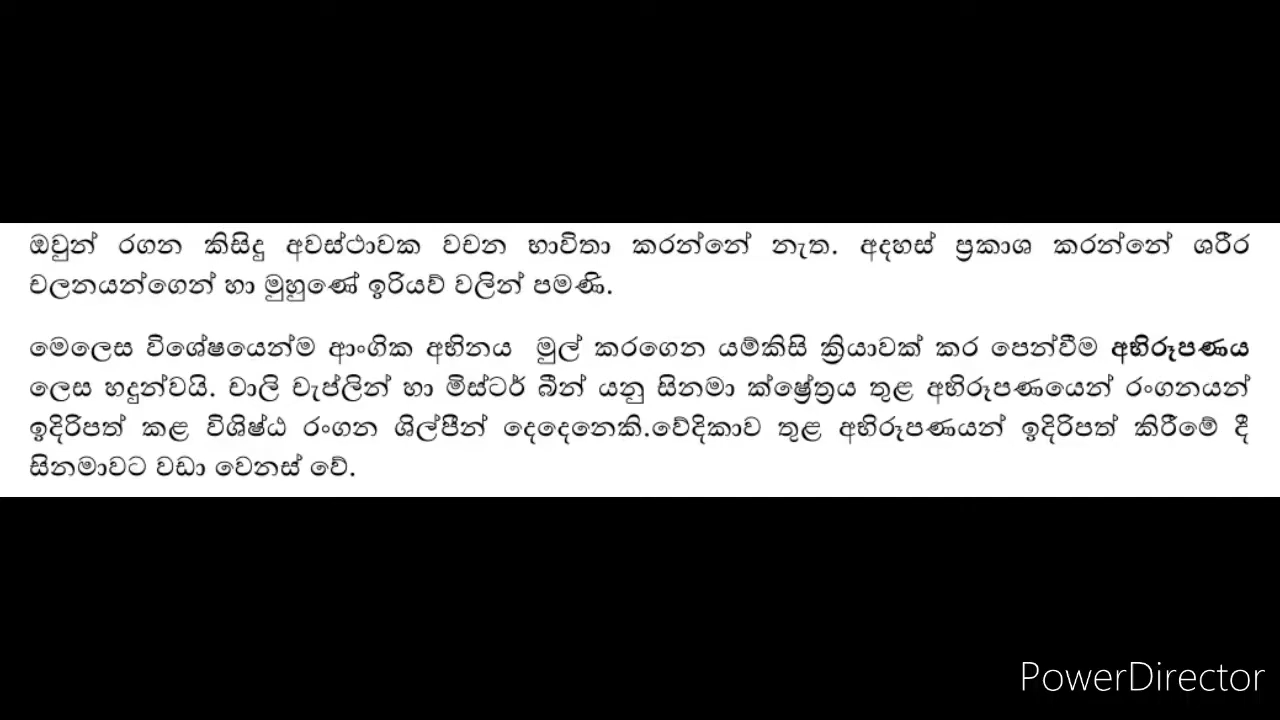 ඔවුන් රගන කිසිදු අවස්ථාවක වචන භාවිතා කරන්නේ නැත. අදහස් ප්‍රකාශ කරන්නේ ශරීර
චලනයන්ගෙන් හා මුහුණේ ඉරියව් වලින් පමණි.
මෙලෙස විශේෂයෙන්ම ආංගික අභිනය මුල් කරගෙන යම්කිසි ක්‍රියාවක් කර පෙන්වීම අභිරූපණය
ලෙස හදුන්වයි. චාලි චැප්ලින් හා මිස්ටර් බීන් යනු සිනමා ක්ෂ්‍රේත්‍රය තුළ අභිරූපණයෙන් රංගනයන්
ඉදිරිපත් කළ විශිෂ්ඨ රංගන ශිල්පීන් දෙදෙනෙකි.වේදිකාව තුළ අභිරූපණයන් ඉදිරිපත් කිරීමේ දී
සිනමාවට වඩා වෙනස් වේ.
PowerDirector